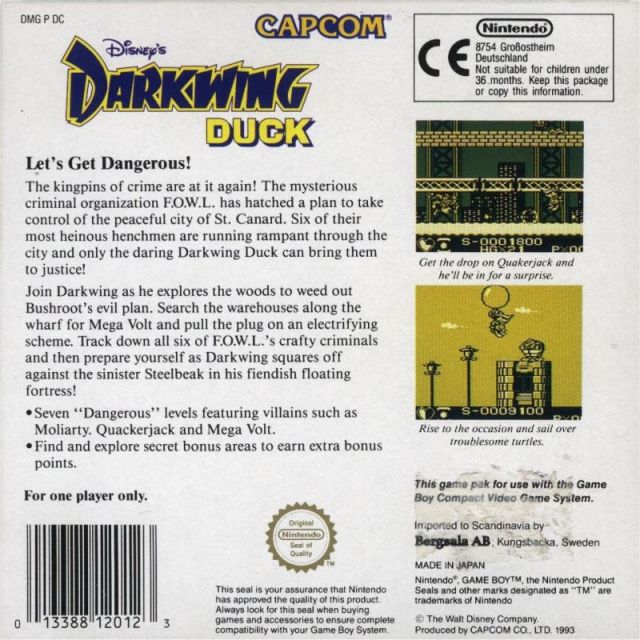 DMG P DC
CAPCOM®
DISNEY'S
DARKWING
DUCK
Let's Get Dangerous!
The kingpins of crime are at it again! The mysterious
criminal organization F.O.W.L. has hatched a plan to take
control of the peaceful city of St. Canard. Six of their
most heinous henchmen are running rampant through the
city and only the daring Darkwing Duck can bring them
to justice!
Join Darkwing as he explores the woods to weed out
Bushroot's evil plan. Search the warehouses along the
wharf for Mega Volt and pull the plug on an electrifying
scheme. Track down all six of F.O.W.L.'s crafty criminals
and then prepare yourself as Darkwing squares off
against the sinister Steelbeak in his fiendish floating
fortress!
•Seven "Dangerous" levels featuring villains such as
Moliarty. Quackerjack and Mega Volt.
•Find and explore secret bonus areas to earn extra bonus
points.
For one player only.
0 13388 12012 3
Original
Nintendo
Seal of
Quality
TM
This seal is your assurance that Nintendo
has approved the quality of this product.
Always look for this seal when buying
games and accessories to ensure complete
compatibility with your Game Boy System.
CE
Nintendo®
8754 Großostheim
Deutschland
Not suitable for children under
36 months. Keep this package
or copy this information.
S-0001800
P×00
Get the drop on Quakerjack and
he'll be in for a surprise.
S-0009100
Rise to the occasion and sail over
troublesome turtles.
This game pak for use with the Game
Boy Compact Video Game System.
Imported to Scandinavia by
Bergsala AB, Kungsbacka, Sweden
MADE IN JAPAN
Nintendo®, GAME BOY™, the Nintendo Product
Seals and other marks designated as "TM" are
trademarks of Nintendo
© The Walt Disney Company.
Produced by CAPCOM CO., LTD. 1993